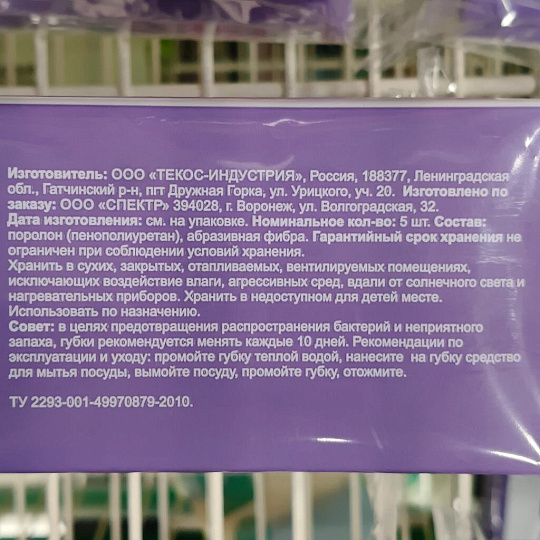 Изготовитель: ООО «ТЕКОС-ИНДУСТРИЯ», Россия, 188377, Ленинградская
обл., Гатчинский р-н, пгт Дружная Горка, ул. Урицкого, уч. 20. Изготовлено по
заказу: ООО «СПЕКТР» 394028, г. Воронеж, ул. Волгоградская, 32.
Дата изготовления: см. на упаковке. Номинальное кол-во: 5 шт. Состав:
поролон (пенополиуретан), абразивная фибра. Гарантийный срок хранения не
ограничен при соблюдении условий хранения.
Хранить в сухих, закрытых, отапливаемых, вентилируемых помещениях,
исключающих воздействие влаги, агрессивных сред, вдали от солнечного света и
нагревательных приборов. Хранить в недоступном для детей месте.
Использовать по назначению.
Совет: в целях предотвращения распространения бактерий и неприятного
запаха, губки рекомендуется менять каждые 10 дней. Рекомендации по
эксплуатации и уходу: промойте губку теплой водой, нанесите на губку средство
для мытья посуды, вымойте посуду, промойте губку, отожмите.
ТУ 2293-001-49970879-2010.